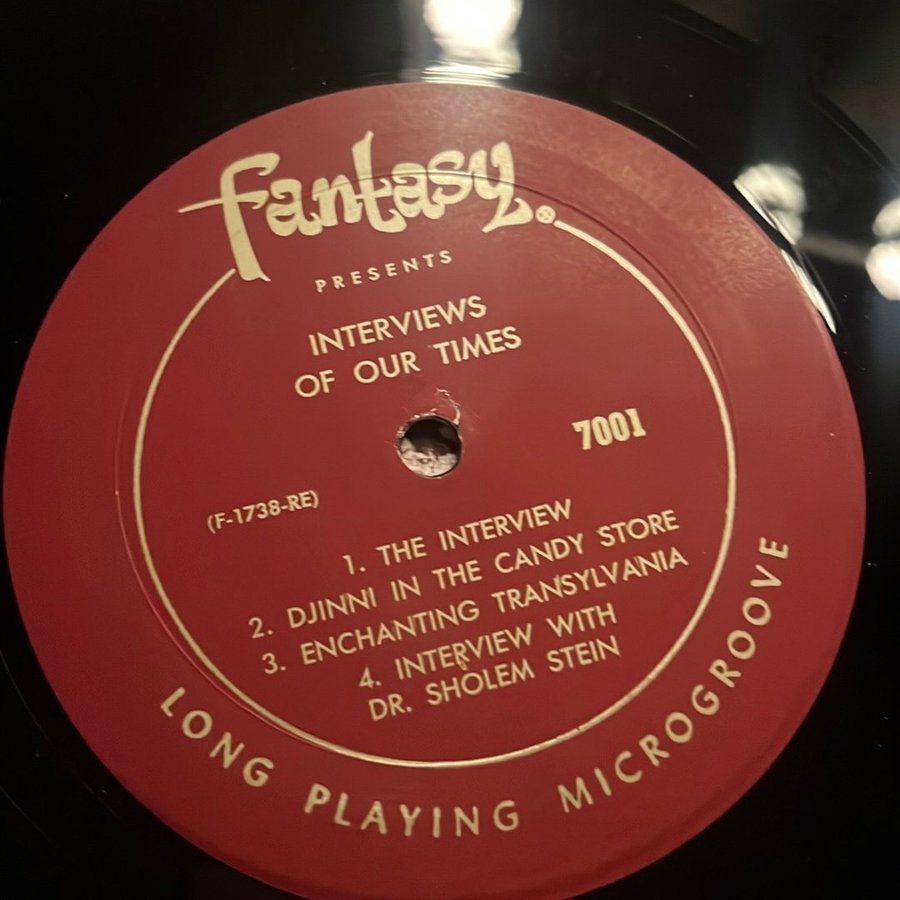 fantasy
PRESENTS
INTERVIEWS
OF OUR TIMES
7001
(F-1738-RE)
1. THE INTERVIEW
2. DJINNI IN THE CANDY STORE
3. ENCHANTING TRANSYLVANIA
4. INTERVIEW WITH
DR. SHOLEM STEIN
LONG PLAYING MICROGROOVE